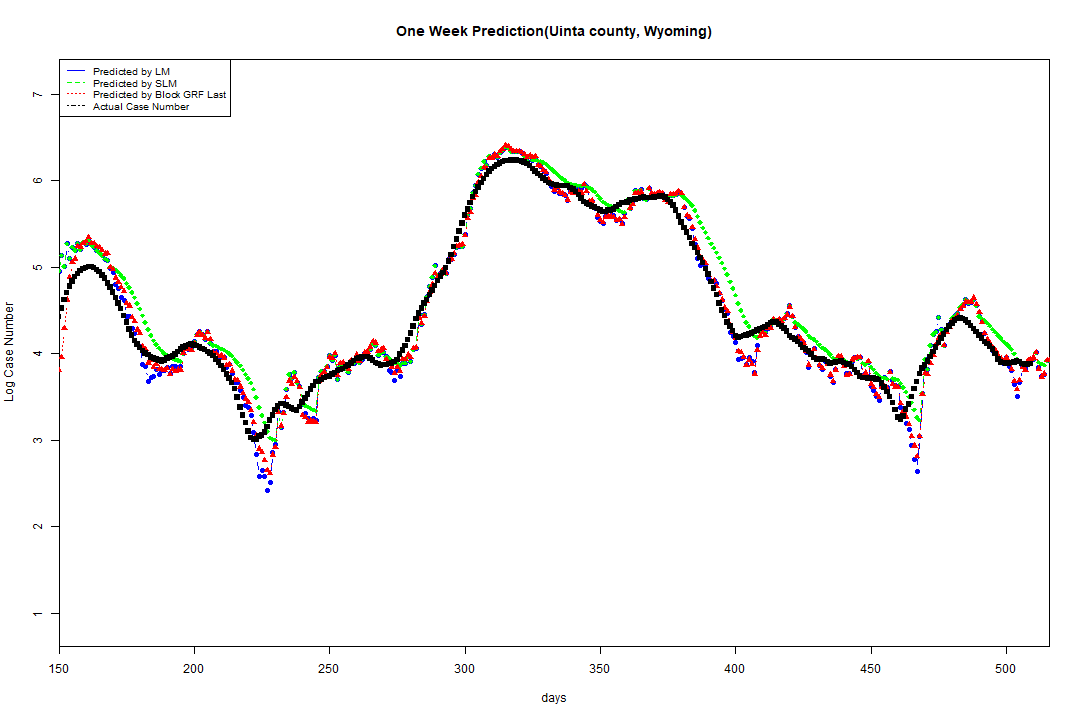 One Week Prediction(Uinta county, Wyoming)
Predicted by LM
Predicted by SLM
Predicted by Block GRF Last
Actual Case Number
7
6
5
4
3
2
1
Log Case Number
150 200 250 300 350 400 450 500
days